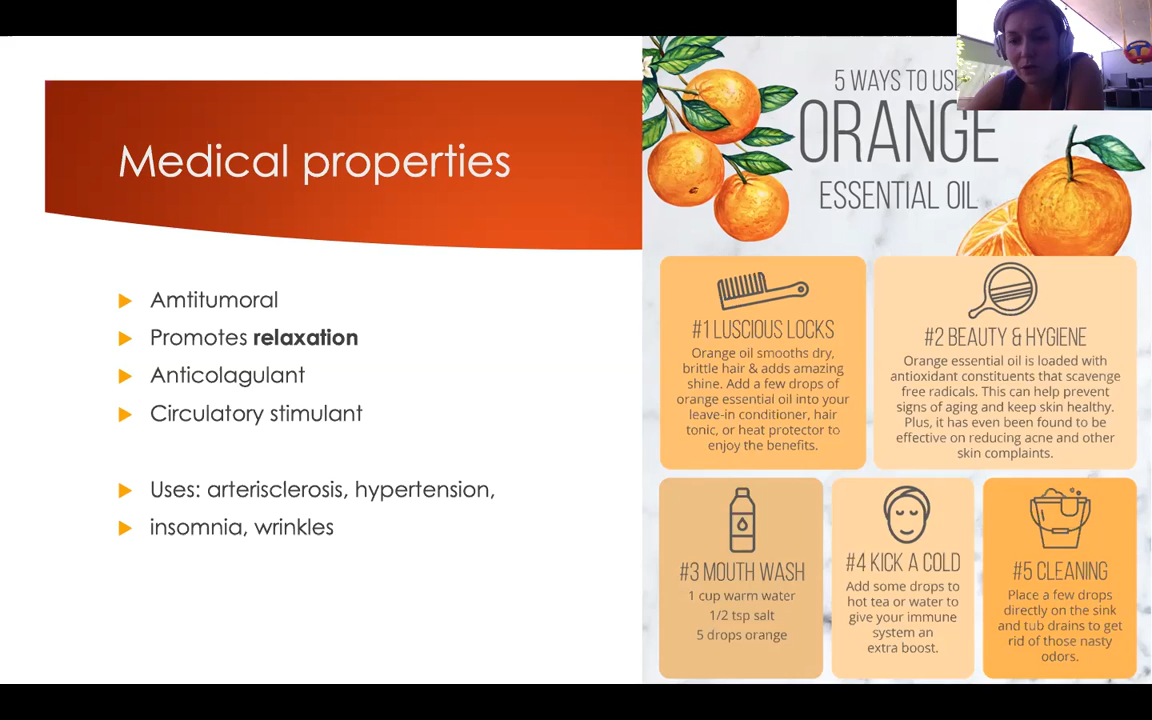 Medical properties
Amtitumoral
Promotes relaxation
Anticolagulant
Circulatory stimulant
Uses: arterisclerosis, hypertension,
insomnia, wrinkles
5 WAYS TO
ORANGE
ESSENTIAL OIL
#1 LUSCIOUS LOCKS
Orange oil smooths dry,
brittle hair & adds amazing
shine. Add a few drops of
orange essential oil into your
leave-in conditioner, hair
tonic, or heat protector to
enjoy the benefits.
#2 BEAUTY & HYGIENE
Orange essential oil is loaded with
antioxidant constituents that scavenge
free radicals. This can help prevent
signs of aging and keep skin healthy.
Plus, it has even been found to be
effective on reducing acne and other
skin complaints.
#3 MOUTH WASH
1 cup warm water
1/2 tsp salt
5 drops orange
#4 KICK A COLD
Add some drops to
hot tea or water to
give your immune
system an
extra boost.
#5 CLEANING
Place a few drops
directly on the sink
and tub drains to get
rid of those nasty
odors.